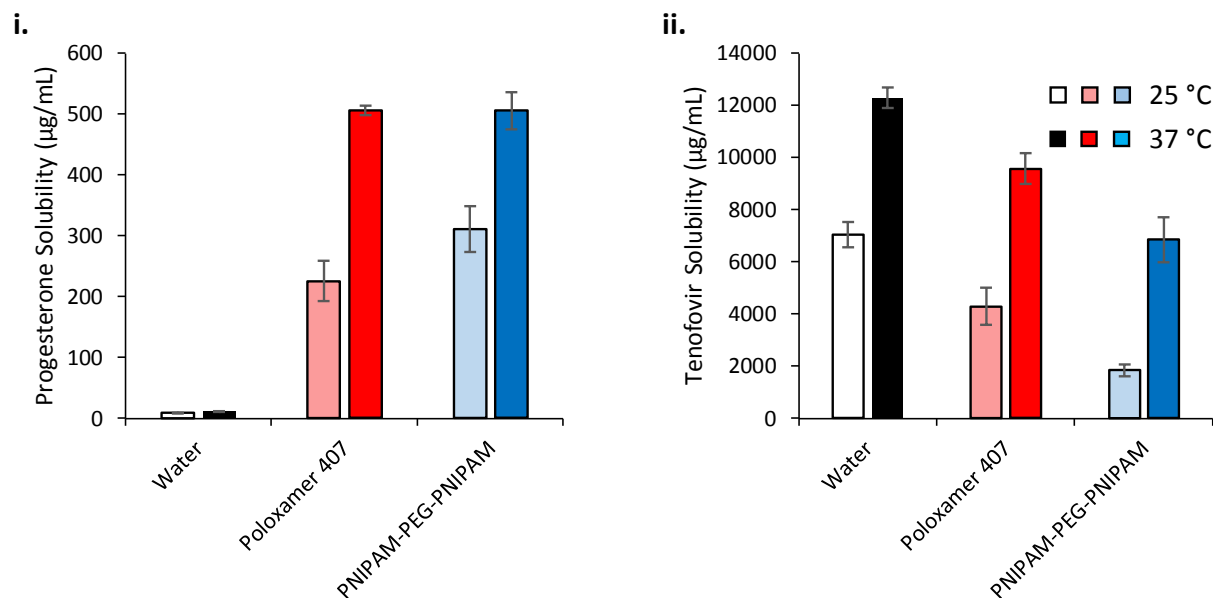 i.
Progesterone Solubility (µg/mL)
600
500
400
300
200
100
0
Water
Poloxamer 407
PNIPAM-PEG-PNIPAM
ii.
Tenofovir Solubility (µg/mL)
14000
12000
10000
8000
6000
4000
2000
0
Water
Poloxamer 407
PNIPAM-PEG-PNIPAM
25 °C
37 °C